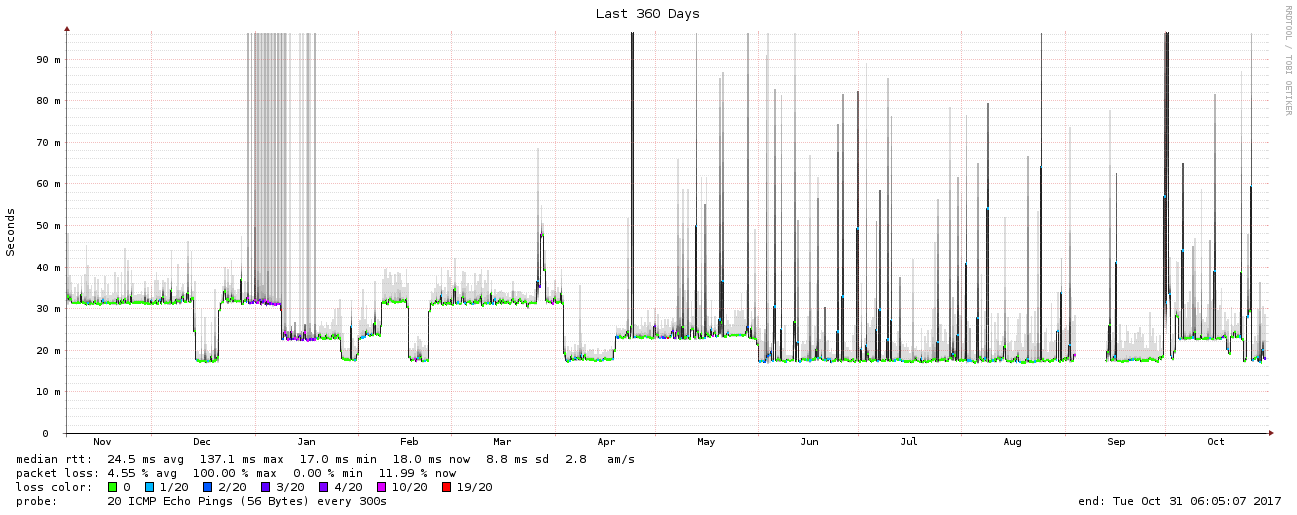 Last 360 Days
RRDTOOL / TOBI OETIKER
Seconds
90 m
80 m
70 m
60 m
50 m
40 m
30 m
20 m
10 m
0
Nov Dec Jan Feb Mar Apr May Jun Jul Aug Sep Oct
median rtt: 24.5 ms avg 137.1 ms max 17.0 ms min 18.0 ms now 8.8 ms sd 2.8 am/s
packet loss: 4.55 % avg 100.00 % max 0.00 % min 11.99 % now
loss color: 0 1/20 2/20 3/20 4/20 10/20 19/20
probe: 20 ICMP Echo Pings (56 Bytes) every 300s end: Tue Oct 31 06:05:07 2017